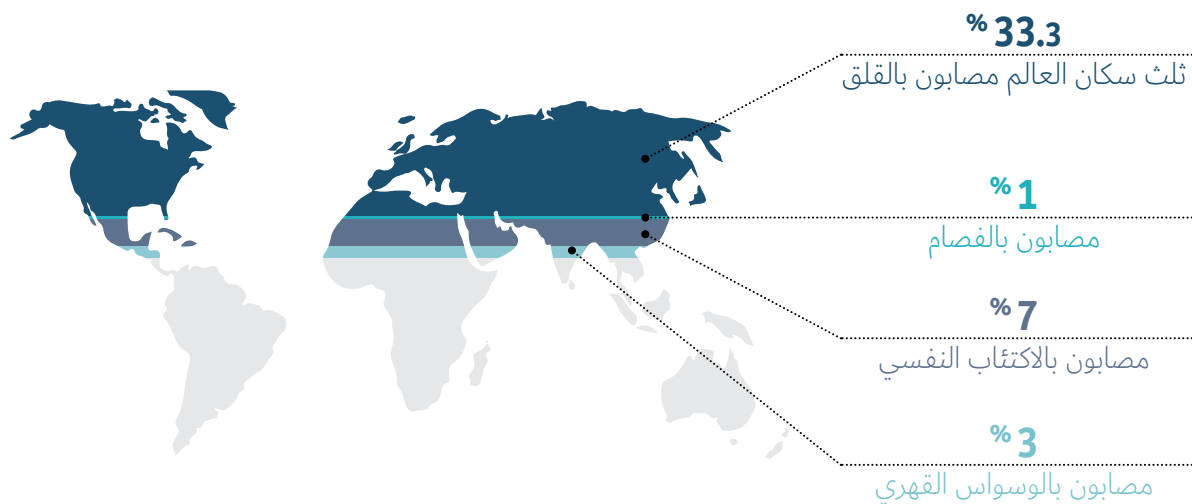 % 33.3
ثلث سكان العالم مصابون بالقلق
% 1
مصابون بالفصام
% 7
مصابون بالاكتئاب النفسي
% 3
مصابون بالوسواس القهري